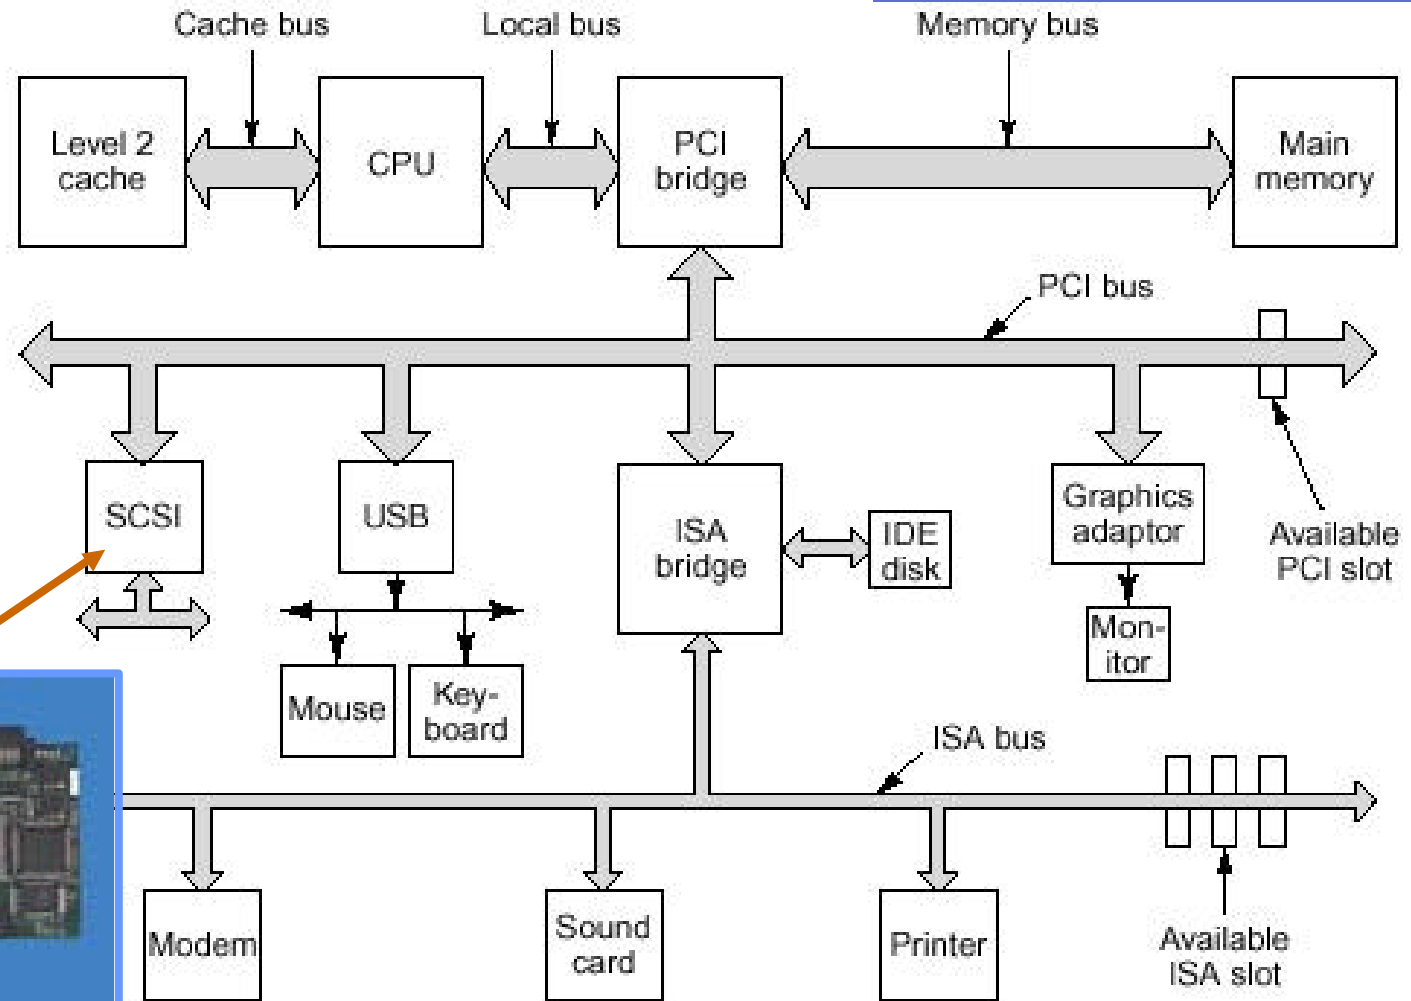 Cache bus
Local bus
Memory bus
Level 2
cache
CPU
PCI
bridge
Main
memory
PCI bus
SCSI
USB
ISA
bridge
IDE
disk
Graphics
adaptor
Available
PCI slot
Mon-
itor
Mouse
Key-
board
ISA bus
Modem
Sound
card
Printer
Available
ISA slot